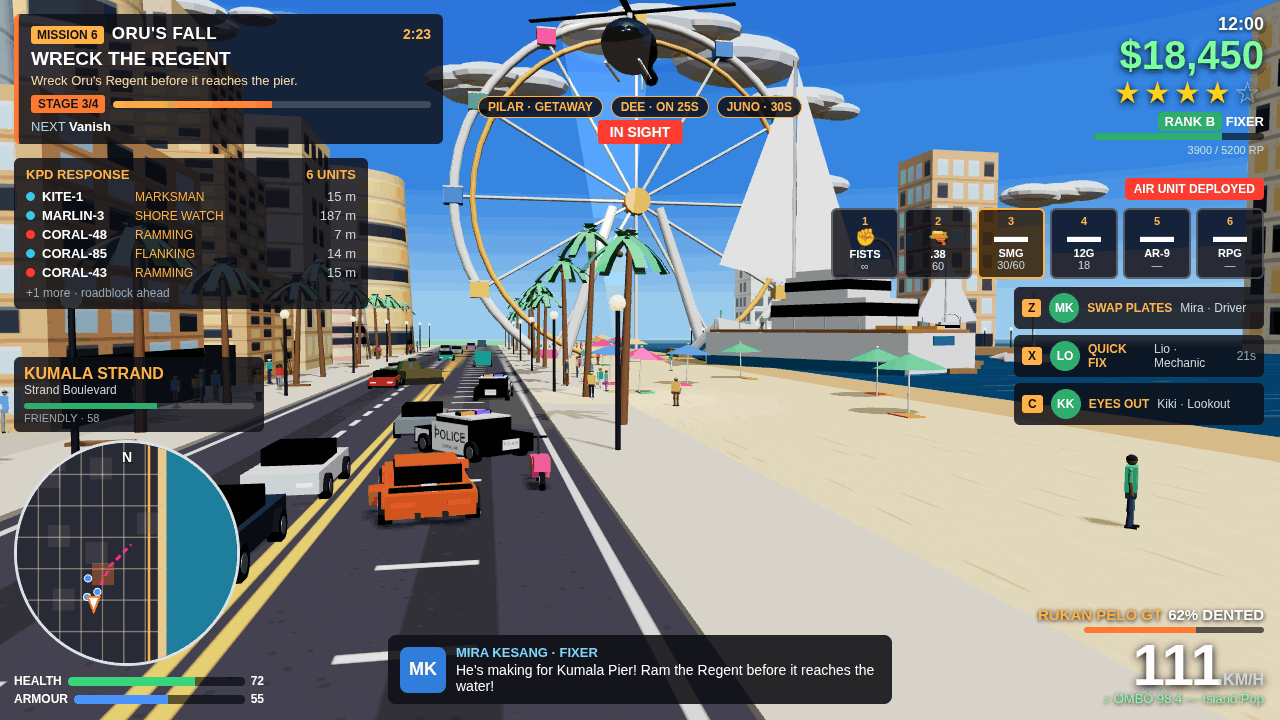 MISSION 6 ORU'S FALL 2:23
WRECK THE REGENT
Wreck Oru's Regent before it reaches the pier.
STAGE 3/4
NEXT Vanish
KPD RESPONSE 6 UNITS
KITE-1 MARKSMAN 15 m
MARLIN-3 SHORE WATCH 187 m
CORAL-48 RAMMING 7 m
CORAL-85 FLANKING 14 m
CORAL-43 RAMMING 15 m
+1 more · roadblock ahead
KUMALA STRAND
Strand Boulevard
FRIENDLY · 58
N
HEALTH 72
ARMOUR 55
PILAR · GETAWAY DEE · ON 25S JUNO · 30S
IN SIGHT
POLICE
12:00
$18,450
★★★★☆
RANK B FIXER
3900 / 5200 RP
AIR UNIT DEPLOYED
1 FISTS ∞
2 .38 60
3 SMG 30/60
4 12G 18
5 AR-9 —
6 RPG —
Z MK SWAP PLATES Mira · Driver
X LO QUICK FIX Lio · Mechanic 21s
C KK EYES OUT Kiki · Lookout
RUKAN PELO GT 62% DENTED
111 KM/H
♪ OMBO 98.4 — Island Pop
MK
MIRA KESANG · FIXER
He's making for Kumala Pier! Ram the Regent before it reaches the
water!